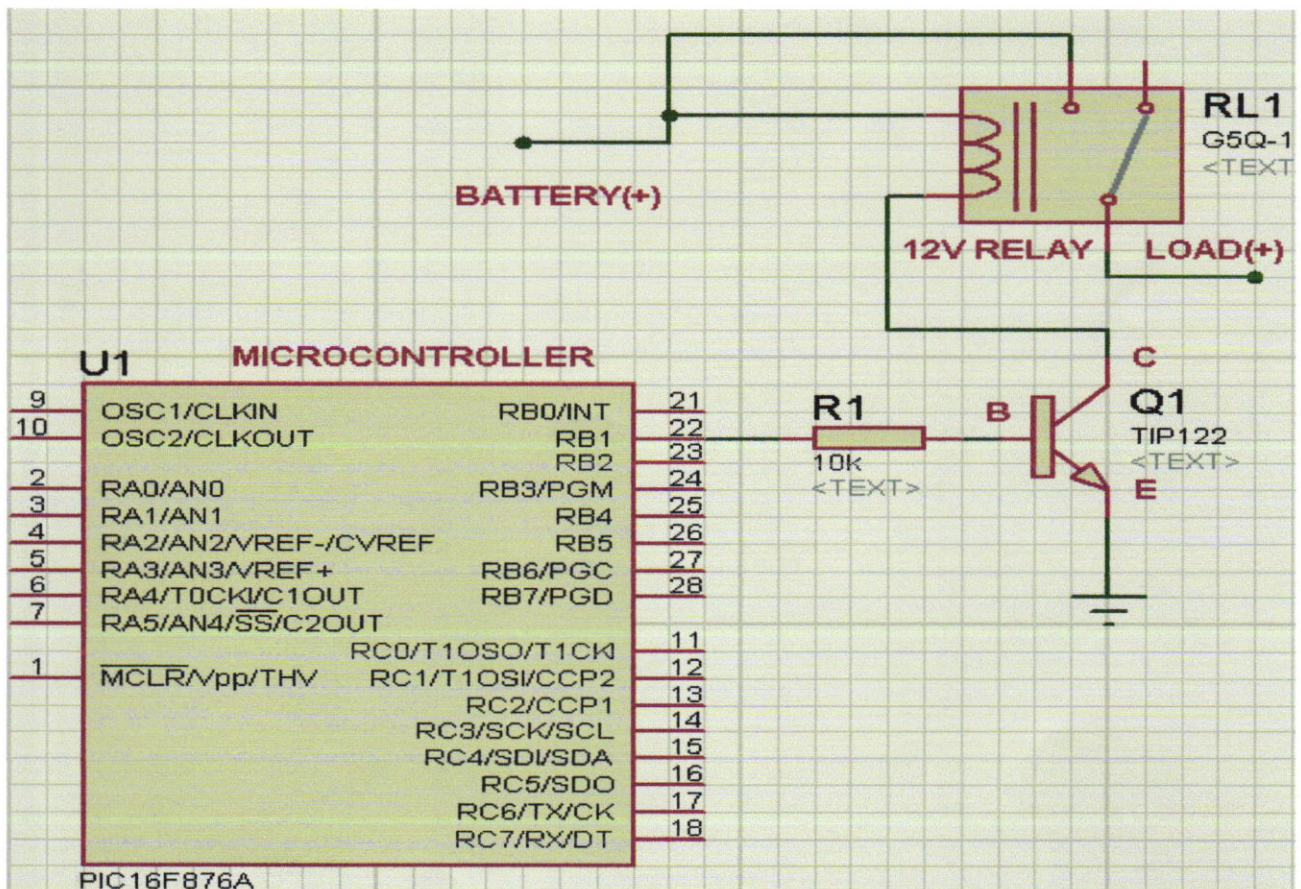 RL1
G5Q-1
<TEXT
BATTERY(+)
12V RELAY
LOAD(+)
U1
MICROCONTROLLER
9
OSC1/CLKIN
10
OSC2/CLKOUT
2
RA0/AN0
3
RA1/AN1
4
RA2/AN2/VREF-/CVREF
5
RA3/AN3/VREF+
6
RA4/T0CKI/C1OUT
7
RA5/AN4/SS/C2OUT
1
MCLR/Vpp/THV
RB0/INT
21
RB1
22
RB2
23
RB3/PGM
24
RB4
25
RB5
26
RB6/PGC
27
RB7/PGD
28
RC0/T1OSO/T1CKI
11
RC1/T1OSI/CCP2
12
RC2/CCP1
13
RC3/SCK/SCL
14
RC4/SDI/SDA
15
RC5/SDO
16
RC6/TX/CK
17
RC7/RX/DT
18
PIC16F876A
R1
10k
<TEXT>
B
C
Q1
TIP122
<TEXT>
E